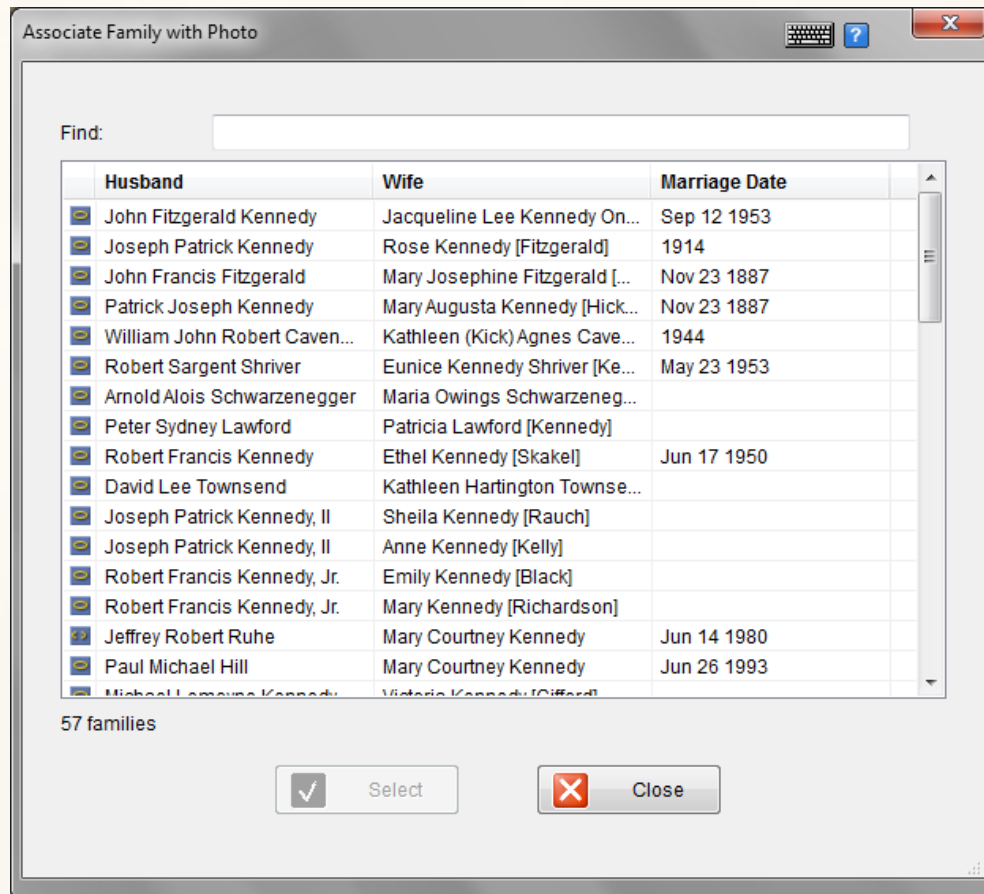 Associate Family with Photo
Find:
Husband Wife Marriage Date
John Fitzgerald Kennedy Jacqueline Lee Kennedy On... Sep 12 1953
Joseph Patrick Kennedy Rose Kennedy [Fitzgerald] 1914
John Francis Fitzgerald Mary Josephine Fitzgerald [... Nov 23 1887
Patrick Joseph Kennedy Mary Augusta Kennedy [Hick... Nov 23 1887
William John Robert Caven... Kathleen (Kick) Agnes Cave... 1944
Robert Sargent Shriver Eunice Kennedy Shriver [Ke... May 23 1953
Arnold Alois Schwarzenegger Maria Owings Schwarzeneg...
Peter Sydney Lawford Patricia Lawford [Kennedy]
Robert Francis Kennedy Ethel Kennedy [Skakel] Jun 17 1950
David Lee Townsend Kathleen Hartington Townse...
Joseph Patrick Kennedy, II Sheila Kennedy [Rauch]
Joseph Patrick Kennedy, II Anne Kennedy [Kelly]
Robert Francis Kennedy, Jr. Emily Kennedy [Black]
Robert Francis Kennedy, Jr. Mary Kennedy [Richardson]
Jeffrey Robert Ruhe Mary Courtney Kennedy Jun 14 1980
Paul Michael Hill Mary Courtney Kennedy Jun 26 1993
Michael Lemoyne Kennedy Victoria Kennedy [Gifford]
57 families
Select Close